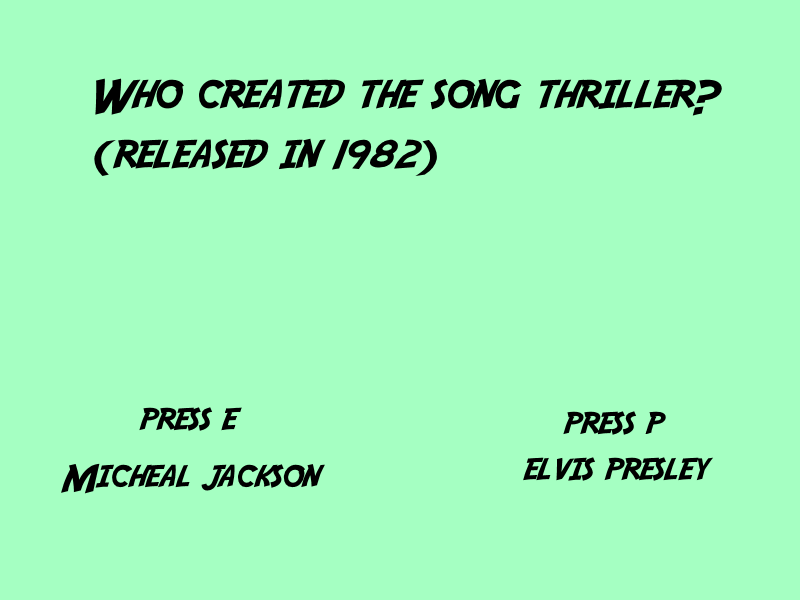 Who created the song thriller?
(released in 1982)
press E
Micheal Jackson
press P
elvis presley